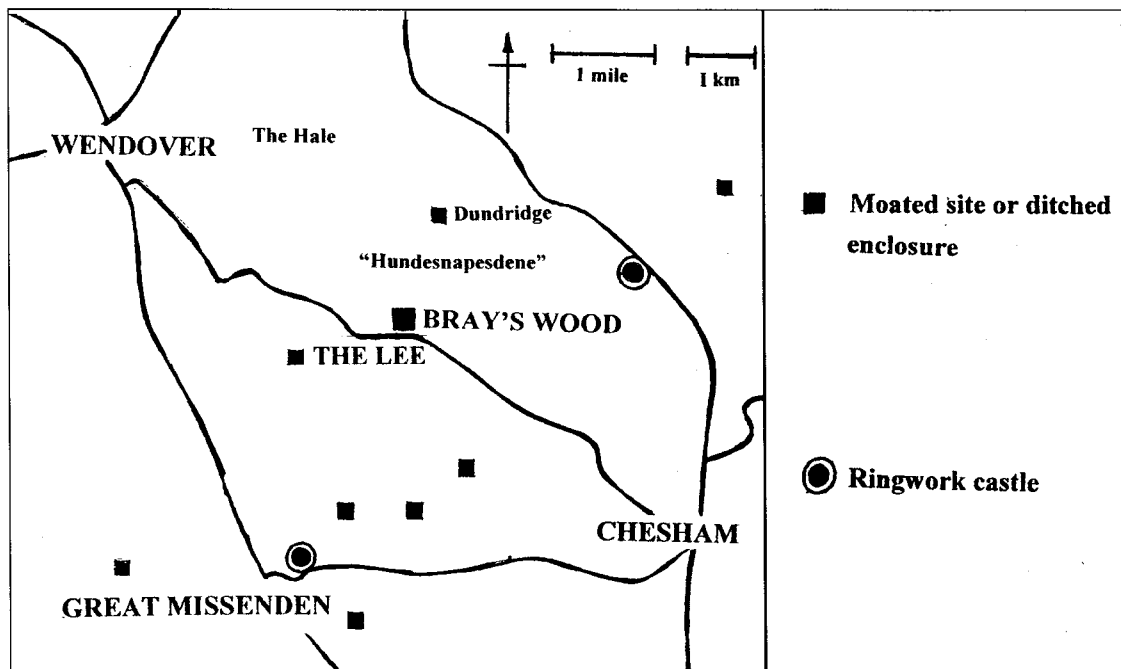 1 mile
1 km
WENDOVER
The Hale
Dundridge
"Hundesnapesdene"
BRAY'S WOOD
THE LEE
CHESHAM
GREAT MISSENDEN
Moated site or ditched
enclosure
Ringwork castle